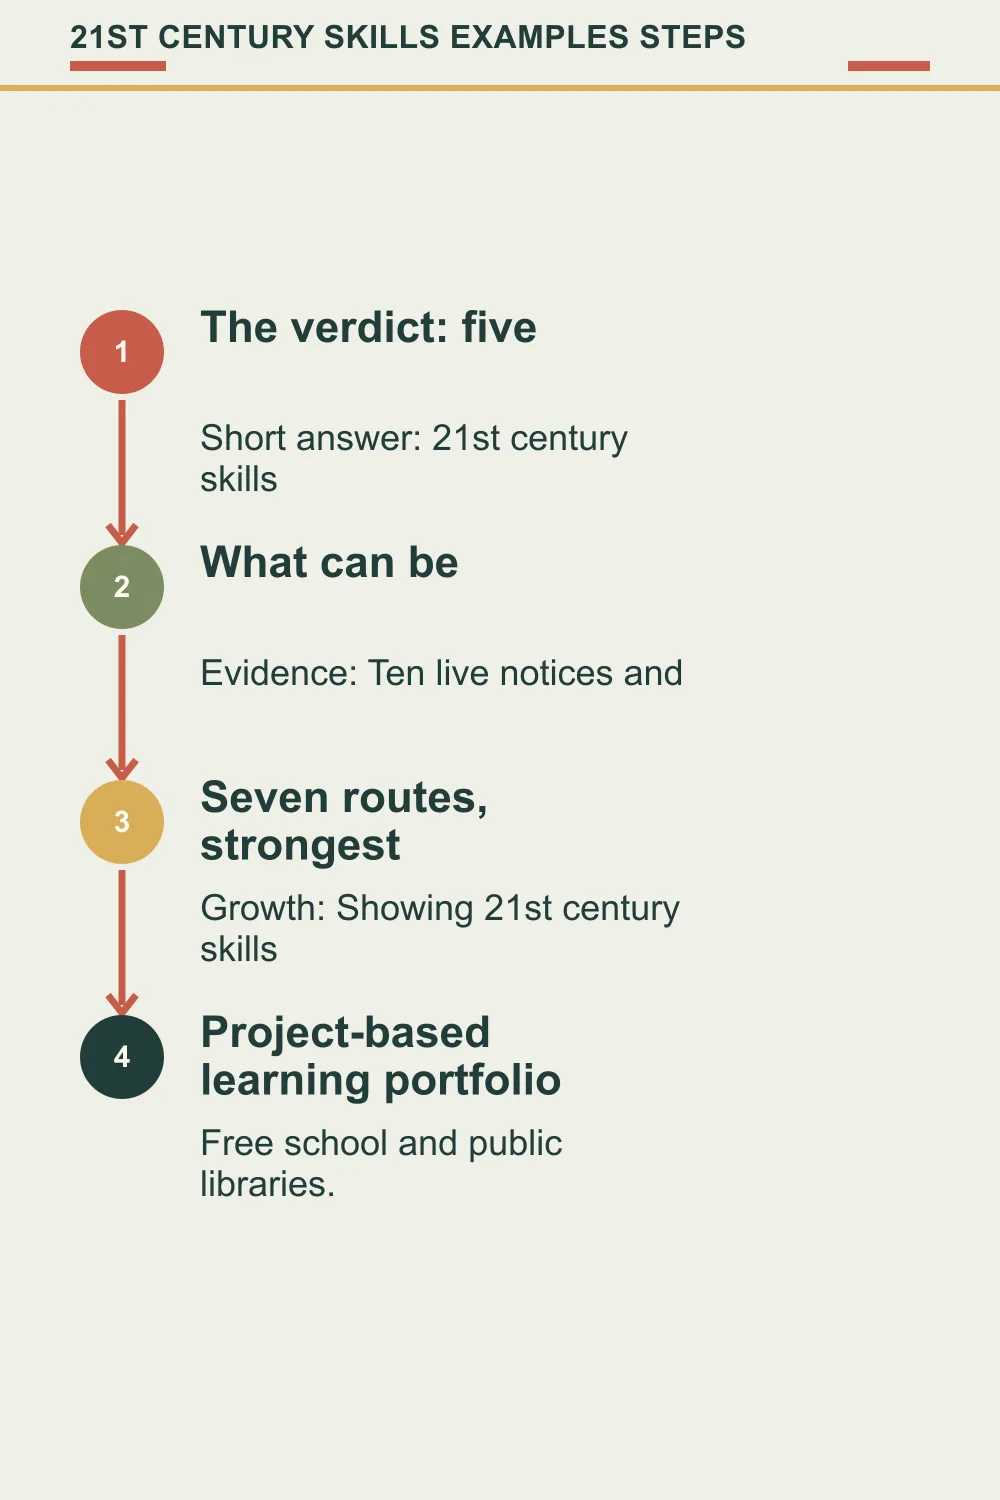 21ST CENTURY SKILLS EXAMPLES STEPS
1
The verdict: five
Short answer: 21st century
skills
2
What can be
Evidence: Ten live notices and
3
Seven routes,
strongest
Growth: Showing 21st century
skills
4
Project-based
learning portfolio
Free school and public
libraries.